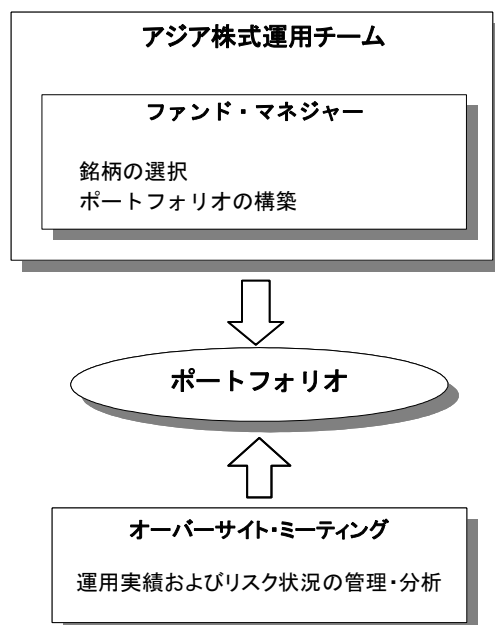 アジア株式運用チーム
ファンド・マネジャー
銘柄の選択
ポートフォリオの構築
ポートフォリオ
オーバーサイト・ミーティング
運用実績およびリスク状況の管理・分析